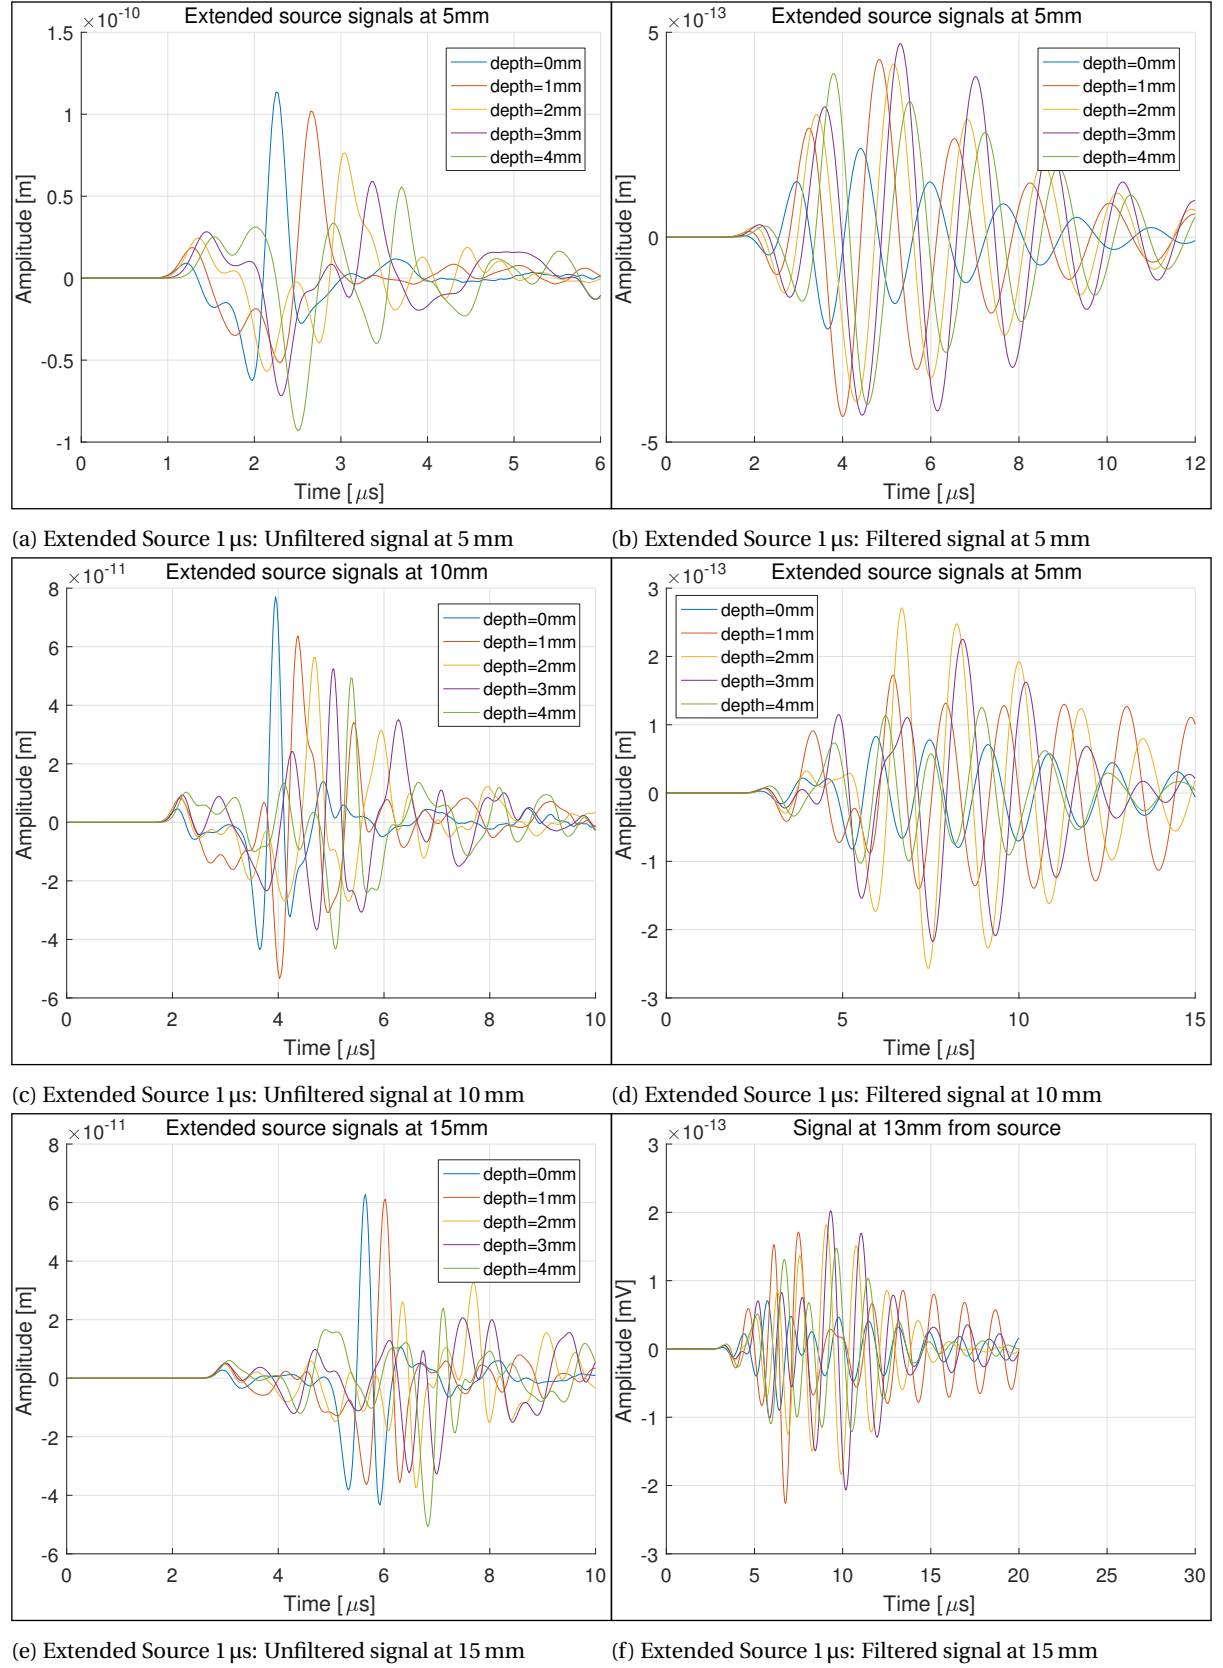 ×10⁻¹⁰
Extended source signals at 5mm
1.5
1
0.5
0
-0.5
-1
Amplitude [m]
depth=0mm
depth=1mm
depth=2mm
depth=3mm
depth=4mm
0 1 2 3 4 5 6
Time [ μs]
(a) Extended Source 1 μs: Unfiltered signal at 5 mm
×10⁻¹³
Extended source signals at 5mm
5
0
-5
Amplitude [m]
depth=0mm
depth=1mm
depth=2mm
depth=3mm
depth=4mm
0 2 4 6 8 10 12
Time [ μs]
(b) Extended Source 1 μs: Filtered signal at 5 mm
×10⁻¹¹
Extended source signals at 10mm
8
6
4
2
0
-2
-4
-6
Amplitude [m]
depth=0mm
depth=1mm
depth=2mm
depth=3mm
depth=4mm
0 2 4 6 8 10
Time [ μs]
(c) Extended Source 1 μs: Unfiltered signal at 10 mm
×10⁻¹³
Extended source signals at 5mm
3
2
1
0
-1
-2
-3
Amplitude [m]
depth=0mm
depth=1mm
depth=2mm
depth=3mm
depth=4mm
0 5 10 15
Time [ μs]
(d) Extended Source 1 μs: Filtered signal at 10 mm
×10⁻¹¹
Extended source signals at 15mm
8
6
4
2
0
-2
-4
-6
Amplitude [m]
depth=0mm
depth=1mm
depth=2mm
depth=3mm
depth=4mm
0 2 4 6 8 10
Time [ μs]
(e) Extended Source 1 μs: Unfiltered signal at 15 mm
×10⁻¹³
Signal at 13mm from source
3
2
1
0
-1
-2
-3
Amplitude [mV]
0 5 10 15 20 25 30
Time [ μs]
(f) Extended Source 1 μs: Filtered signal at 15 mm